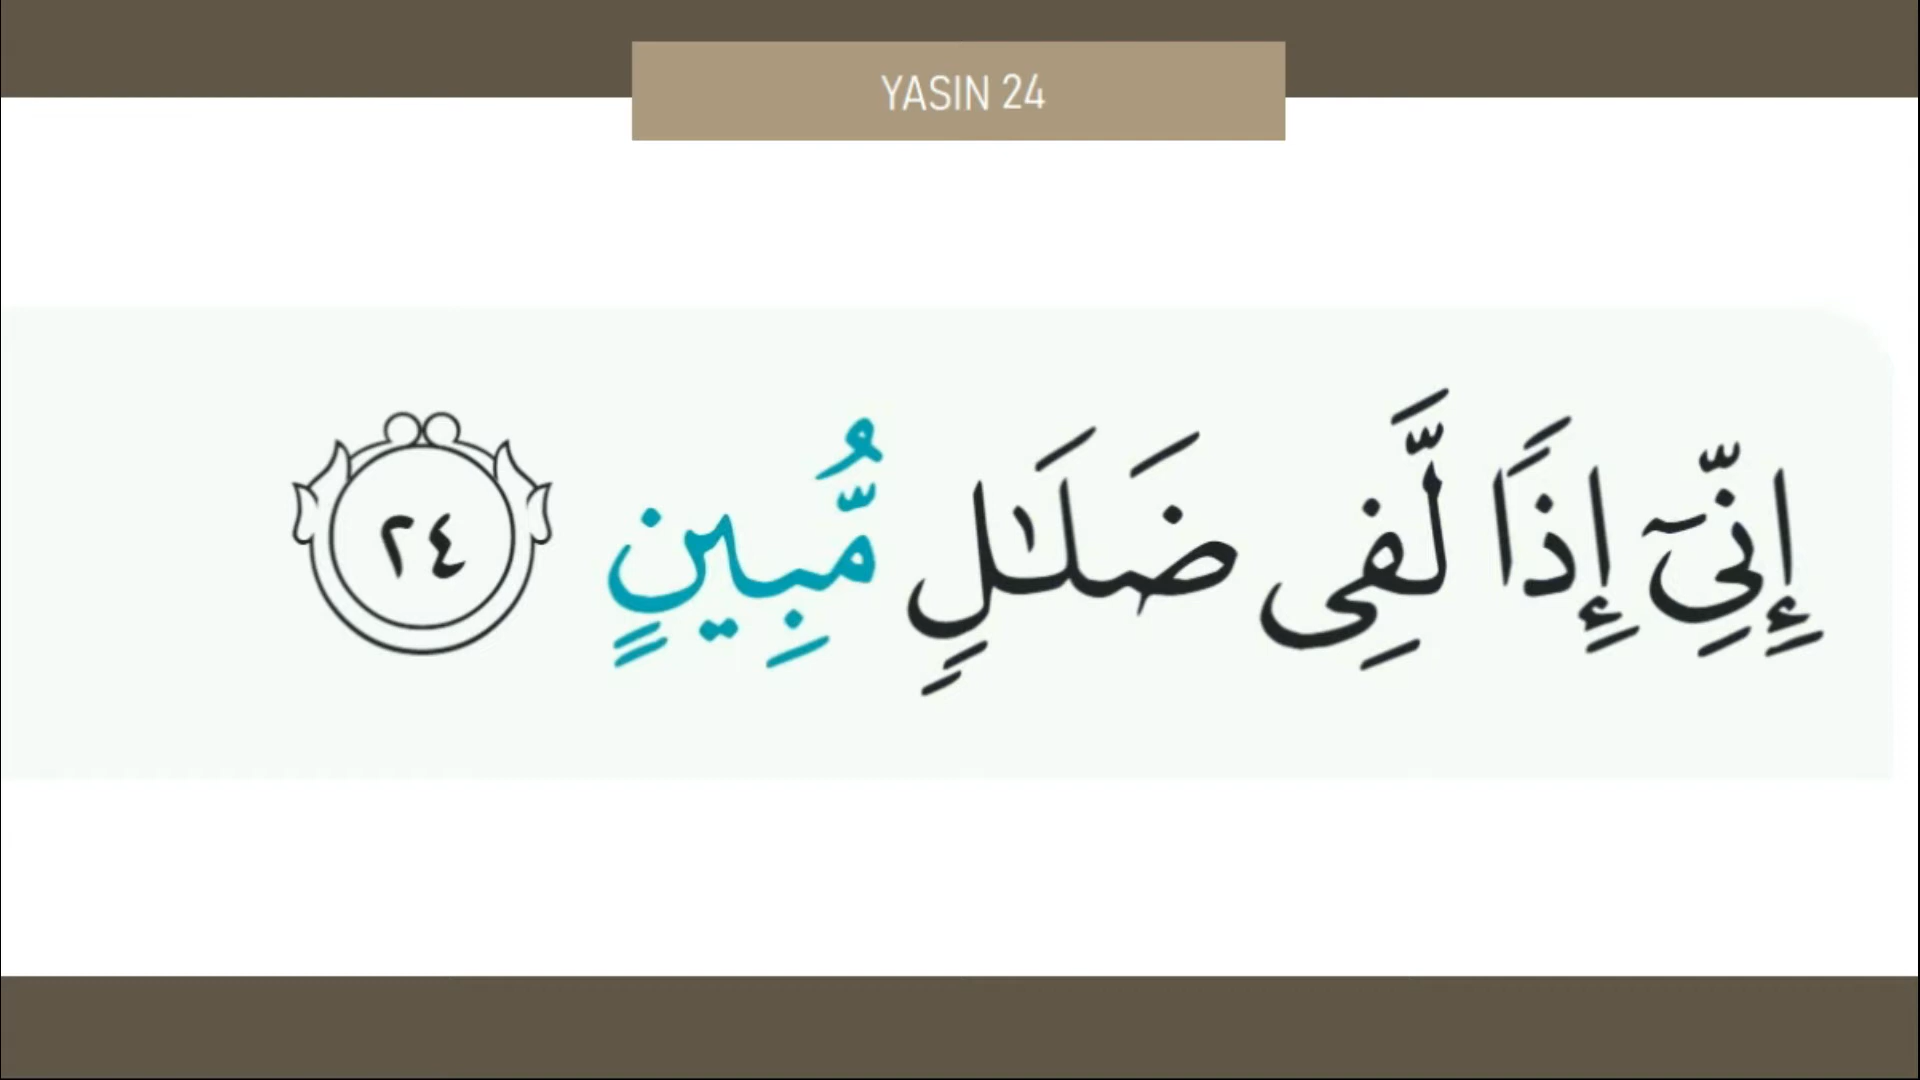 YASIN 24
إِنِّىٓ إِذًا لَّفِى ضَلَـٰلٍ مُّبِينٍ ٢٤